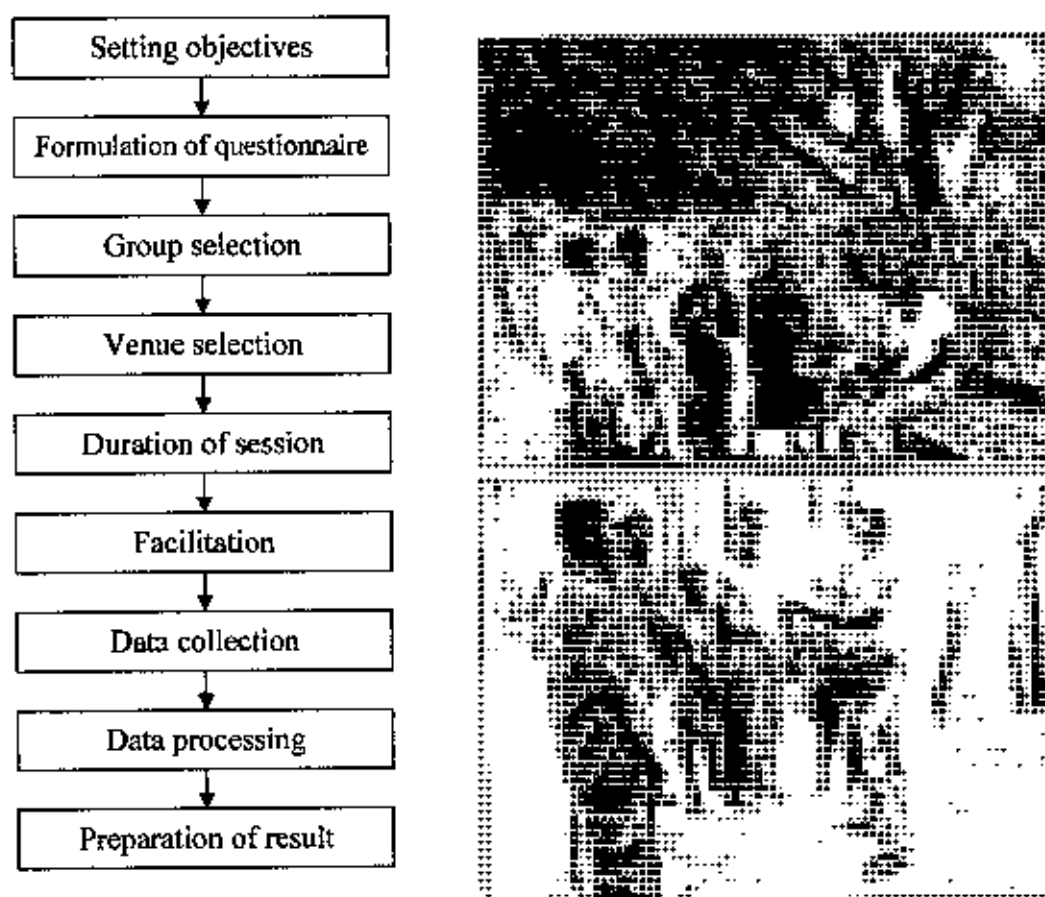 Setting objectives
Formulation of questionnaire
Group selection
Venue selection
Duration of session
Facilitation
Data collection
Data processing
Preparation of result